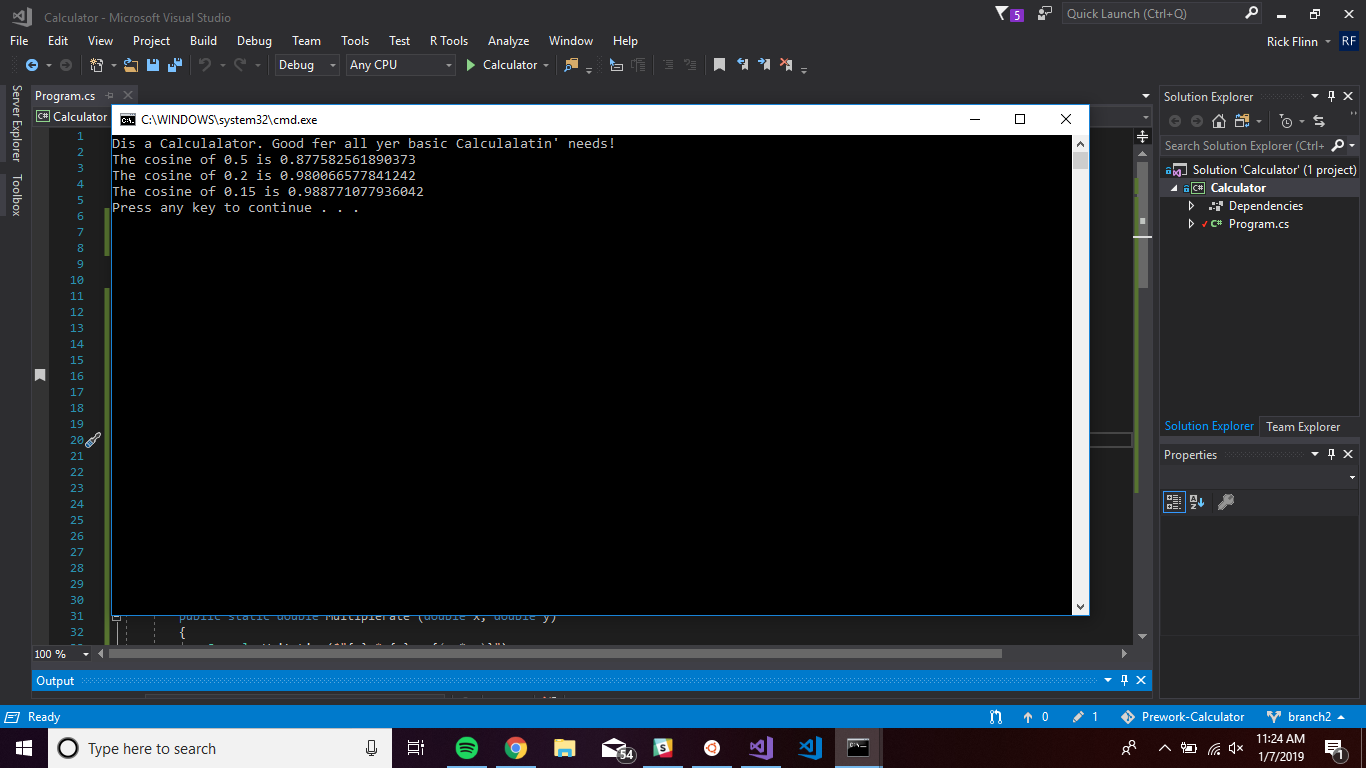 Calculator - Microsoft Visual Studio
5
Quick Launch (Ctrl+Q)
File Edit View Project Build Debug Team Tools Test R Tools Analyze Window Help
Rick Flinn RF
Debug Any CPU Calculator
Server Explorer
Toolbox
Program.cs
C# Calculator
C:\WINDOWS\system32\cmd.exe
Dis a Calculalator. Good fer all yer basic Calculalatin' needs!
The cosine of 0.5 is 0.877582561890373
The cosine of 0.2 is 0.980066577841242
The cosine of 0.15 is 0.988771077936042
Press any key to continue . . .
1
2
3
4
5
6
7
8
9
10
11
12
13
14
15
16
17
18
19
20
21
22
23
24
25
26
27
28
29
30
31 public static double Multiplerate (double x, double y)
32 {
100 %
Solution Explorer
Search Solution Explorer (Ctrl+
Solution 'Calculator' (1 project)
C# Calculator
Dependencies
C# Program.cs
Solution Explorer Team Explorer
Properties
Output
Ready
0 1 Prework-Calculator branch2
Type here to search
54
11:24 AM
1/7/2019
1